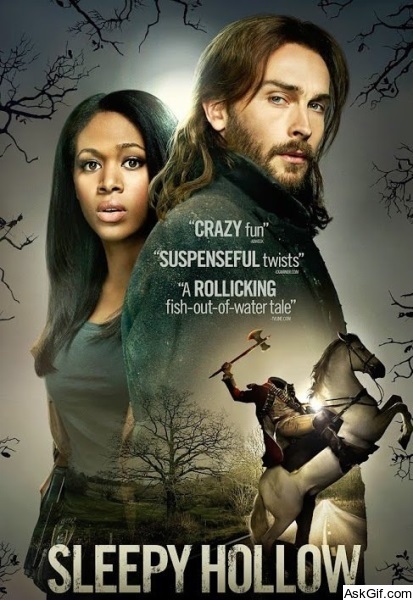 "CRAZY fun"
"SUSPENSEFUL twists"
"A ROLLICKING
fish-out-of-water tale"
SLEEPY HOLLOW
AskGif.com